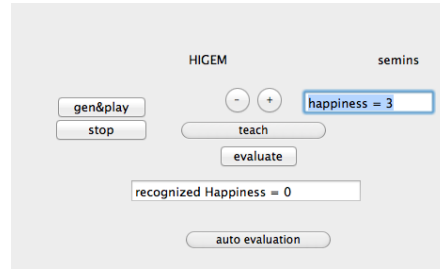 HIGEM semins
- + happiness = 3
gen&play
stop teach
evaluate
recognized Happiness = 0
auto evaluation